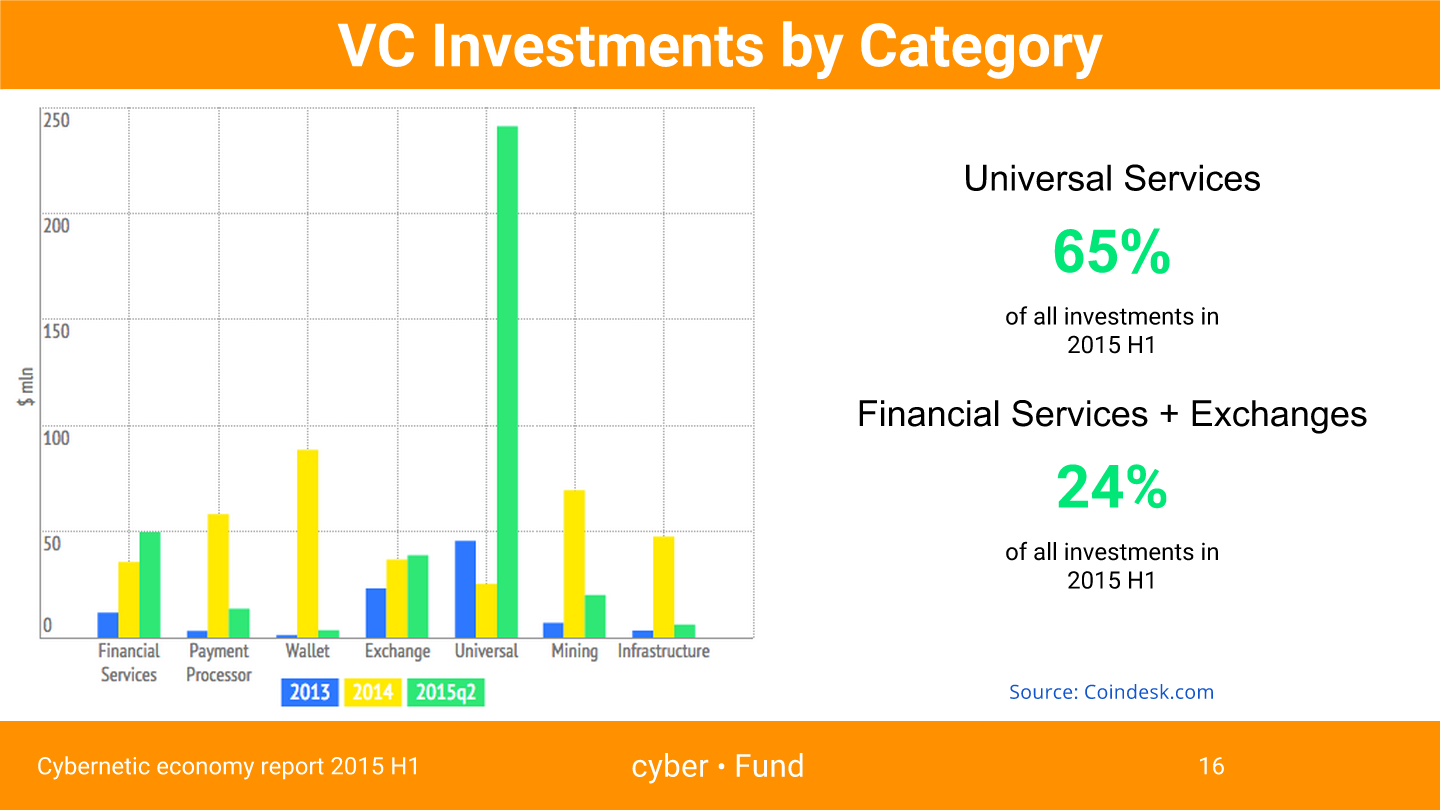 VC Investments by Category
250
200
150
100
50
0
$ mln
Financial
Services
Payment
Processor
Wallet
Exchange
Universal
Mining
Infrastructure
2013
2014
2015q2
Universal Services
65%
of all investments in
2015 H1
Financial Services + Exchanges
24%
of all investments in
2015 H1
Source: Coindesk.com
Cybernetic economy report 2015 H1
cyber • Fund
16